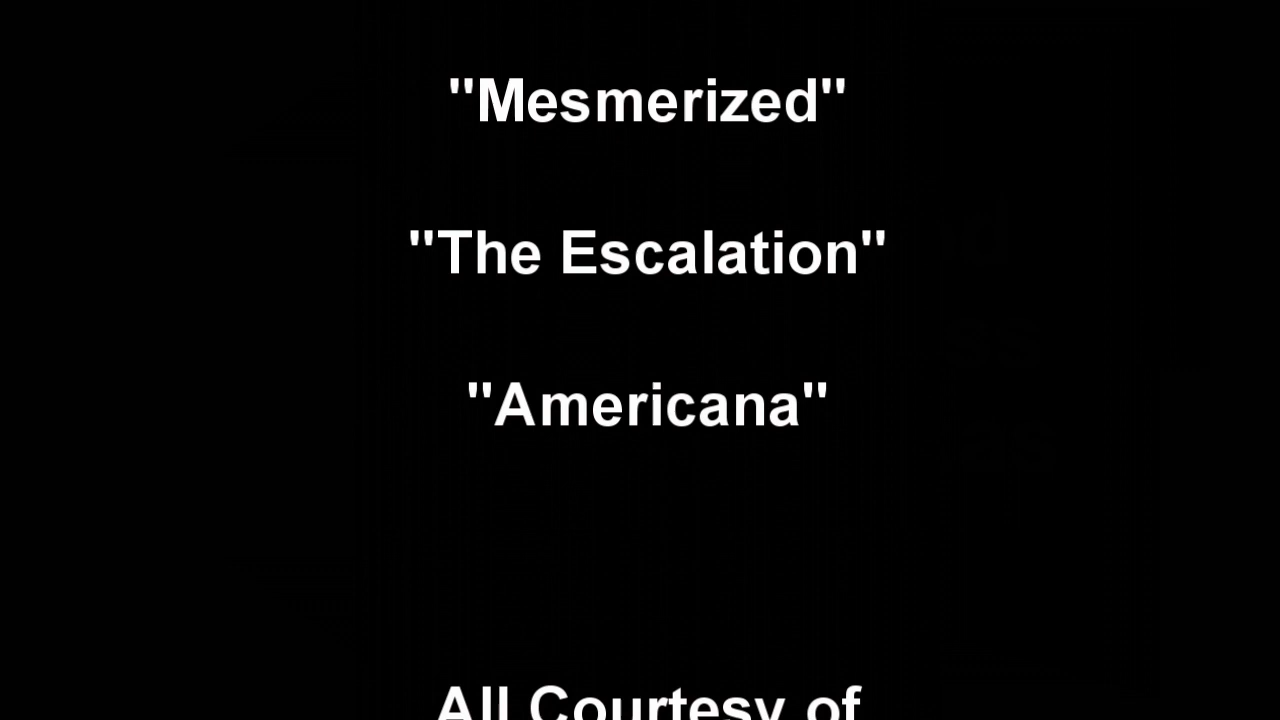 "Mesmerized"
"The Escalation"
"Americana"
All Courtesy of